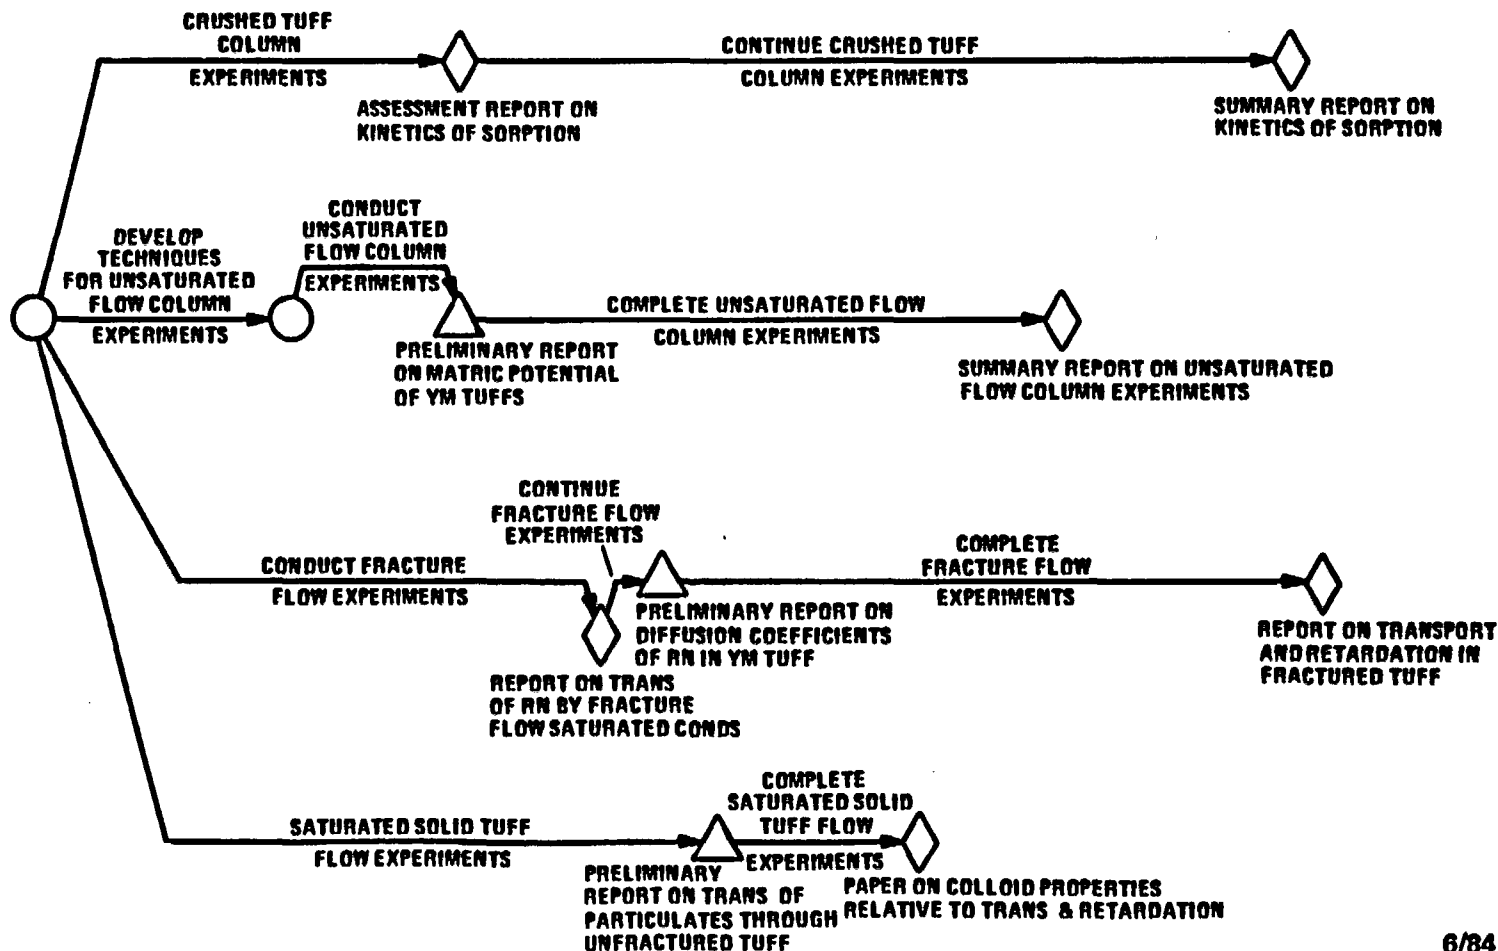 CRUSHED TUFF
COLUMN
EXPERIMENTS
ASSESSMENT REPORT ON
KINETICS OF SORPTION
CONTINUE CRUSHED TUFF
COLUMN EXPERIMENTS
SUMMARY REPORT ON
KINETICS OF SORPTION
DEVELOP
TECHNIQUES
FOR UNSATURATED
FLOW COLUMN
EXPERIMENTS
CONDUCT
UNSATURATED
FLOW COLUMN
EXPERIMENTS
PRELIMINARY REPORT
ON MATRIC POTENTIAL
OF YM TUFFS
COMPLETE UNSATURATED FLOW
COLUMN EXPERIMENTS
SUMMARY REPORT ON UNSATURATED
FLOW COLUMN EXPERIMENTS
CONDUCT FRACTURE
FLOW EXPERIMENTS
CONTINUE
FRACTURE FLOW
EXPERIMENTS
REPORT ON TRANS
OF RN BY FRACTURE
FLOW SATURATED CONDS
PRELIMINARY REPORT ON
DIFFUSION COEFFICIENTS
OF RN IN YM TUFF
COMPLETE
FRACTURE FLOW
EXPERIMENTS
REPORT ON TRANSPORT
AND RETARDATION IN
FRACTURED TUFF
SATURATED SOLID TUFF
FLOW EXPERIMENTS
PRELIMINARY
REPORT ON TRANS OF
PARTICULATES THROUGH
UNFRACTURED TUFF
COMPLETE
SATURATED SOLID
TUFF FLOW
EXPERIMENTS
PAPER ON COLLOID PROPERTIES
RELATIVE TO TRANS & RETARDATION
6/84